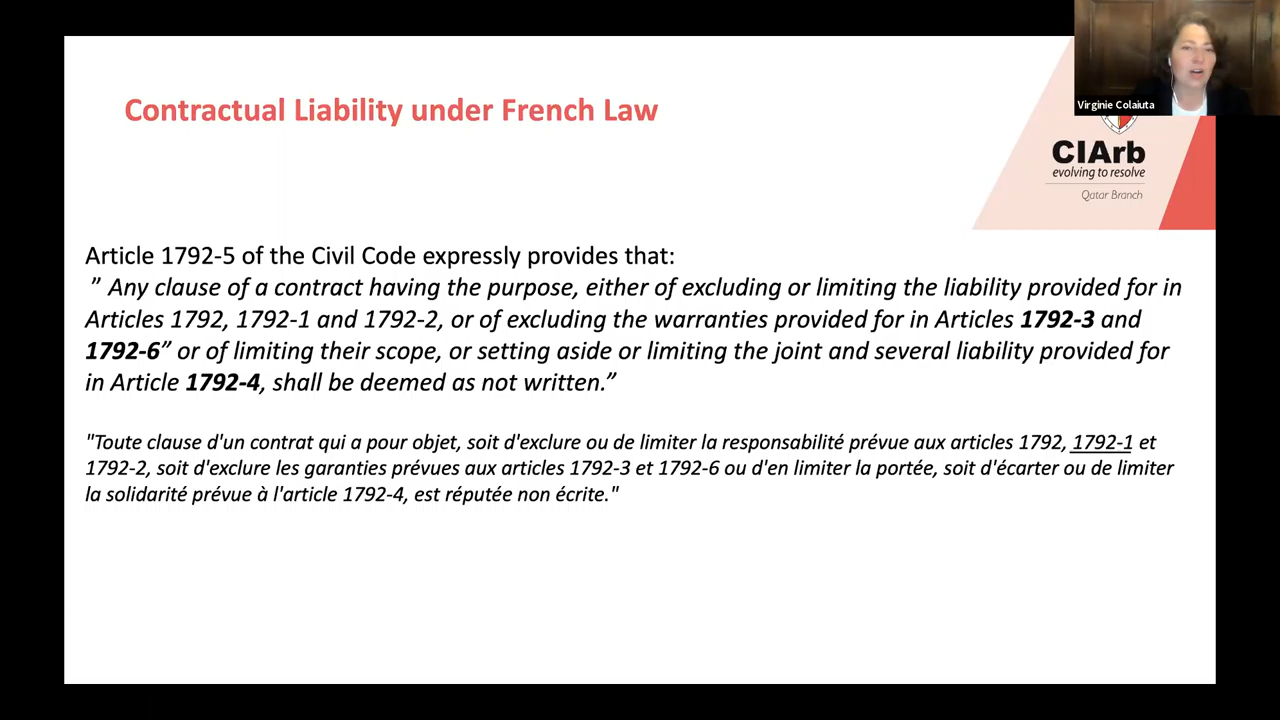 Virginie Colaiuta
Contractual Liability under French Law
CIArb
evolving to resolve
Qatar Branch
Article 1792-5 of the Civil Code expressly provides that:
” Any clause of a contract having the purpose, either of excluding or limiting the liability provided for in
Articles 1792, 1792-1 and 1792-2, or of excluding the warranties provided for in Articles 1792-3 and
1792-6” or of limiting their scope, or setting aside or limiting the joint and several liability provided for
in Article 1792-4, shall be deemed as not written.”
"Toute clause d'un contrat qui a pour objet, soit d'exclure ou de limiter la responsabilité prévue aux articles 1792, 1792-1 et
1792-2, soit d'exclure les garanties prévues aux articles 1792-3 et 1792-6 ou d'en limiter la portée, soit d'écarter ou de limiter
la solidarité prévue à l'article 1792-4, est réputée non écrite."